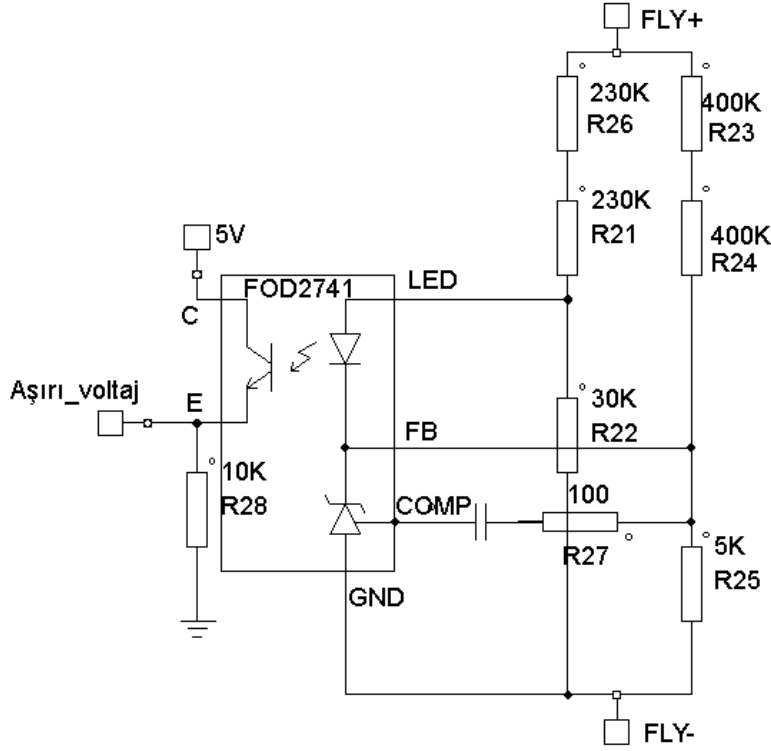 FLY+
230K
R26
400K
R23
230K
R21
400K
R24
5V
FOD2741
LED
C
Aşırı_voltaj
E
30K
R22
FB
10K
R28
COMP
100
R27
5K
R25
GND
FLY-